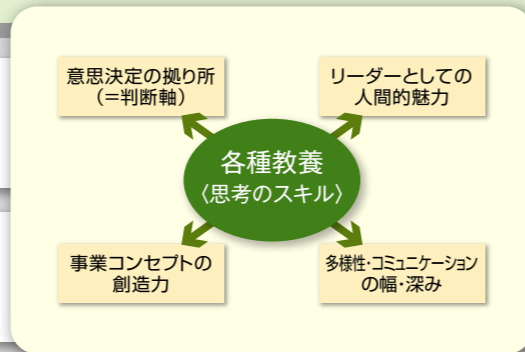 意思決定の拠り所
(=判断軸)
リーダーとしての
人間的魅力
各種教養
〈思考のスキル〉
事業コンセプトの
創造力
多様性・コミュニケーション
の幅・深み